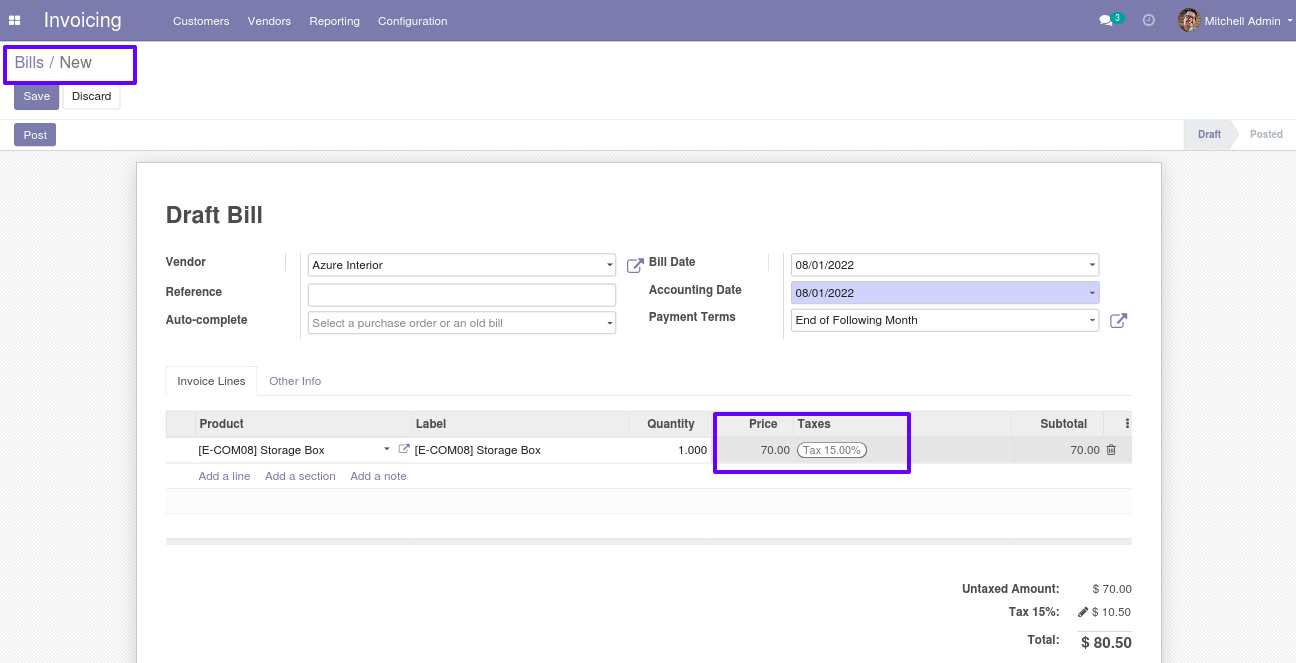 Invoicing Customers Vendors Reporting Configuration 3 Mitchell Admin
Bills / New
Save Discard
Post Draft Posted
Draft Bill
Vendor Azure Interior Bill Date 08/01/2022
Reference Accounting Date 08/01/2022
Auto-complete Select a purchase order or an old bill Payment Terms End of Following Month
Invoice Lines Other Info
Product Label Quantity Price Taxes Subtotal
[E-COM08] Storage Box [E-COM08] Storage Box 1.000 70.00 Tax 15.00% 70.00
Add a line Add a section Add a note
Untaxed Amount: $ 70.00
Tax 15%: $ 10.50
Total: $ 80.50